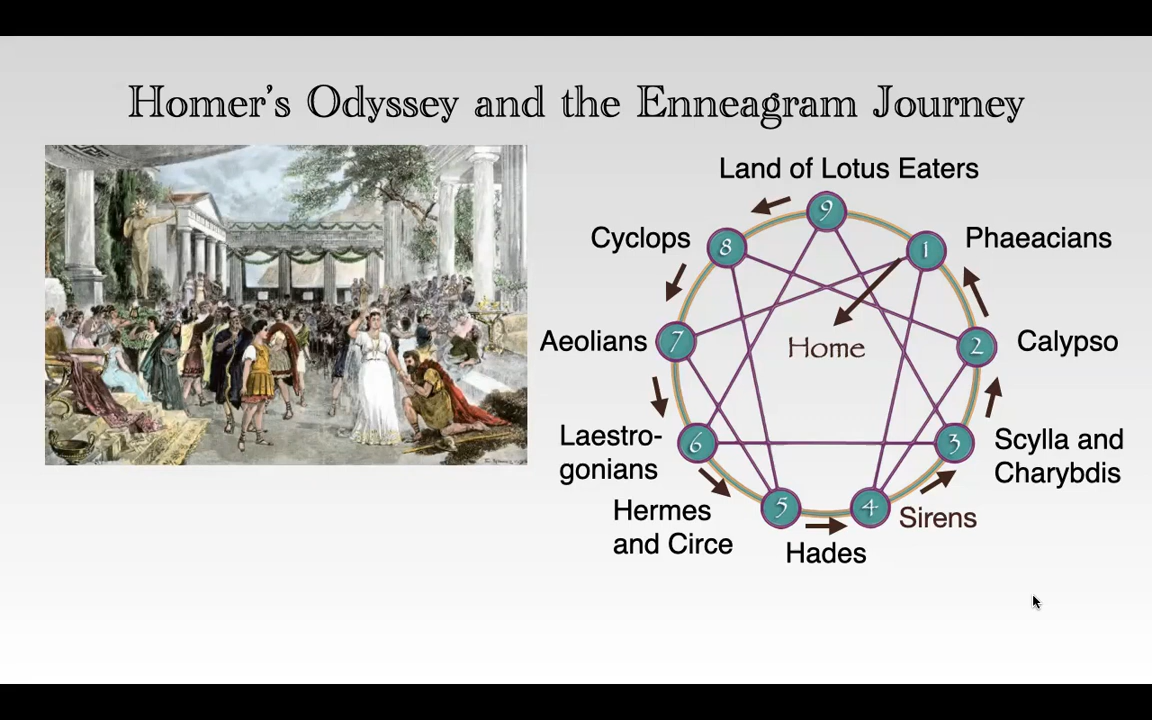 Homer's Odyssey and the Enneagram Journey
Land of Lotus Eaters
9
Cyclops
8
1
Phaeacians
Aeolians
7
Home
2
Calypso
Laestro-
gonians
6
3
Scylla and
Charybdis
Hermes
and Circe
5
4
Sirens
Hades